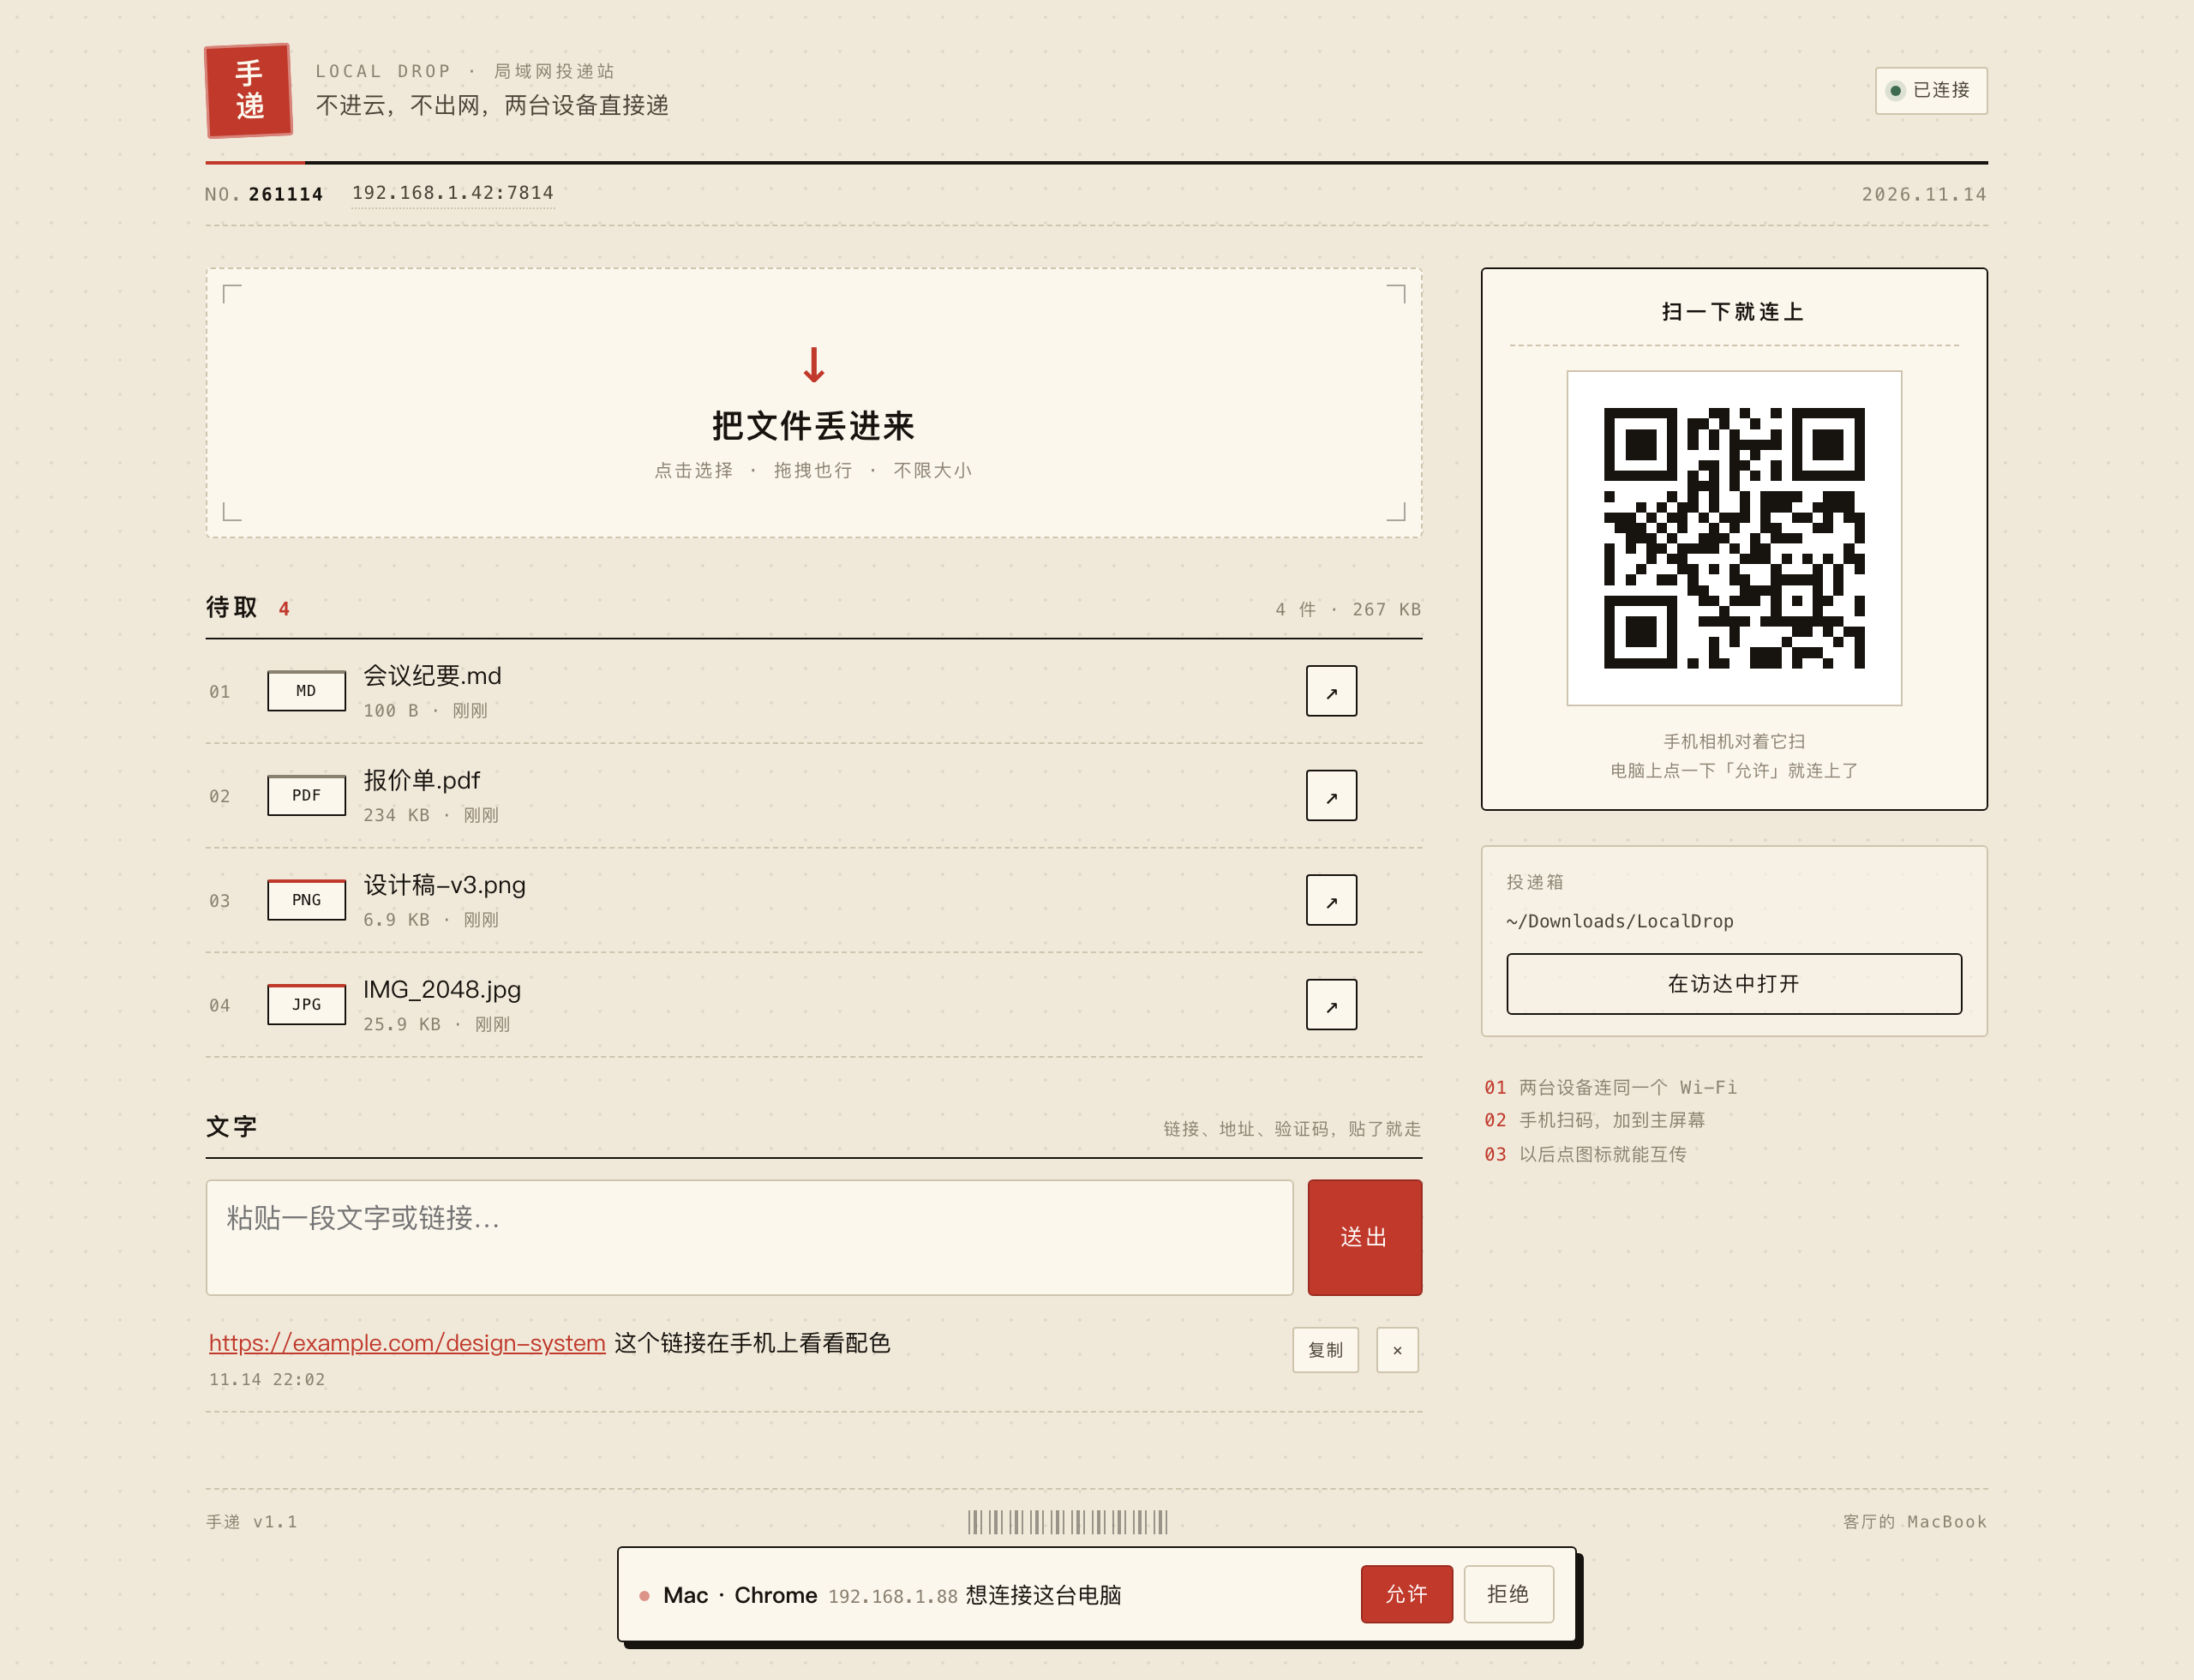 手递
LOCAL DROP · 局域网投递站
不进云，不出网，两台设备直接递
已连接
NO. 261114 192.168.1.42:7814
2026.11.14
↓
把文件丢进来
点击选择 · 拖拽也行 · 不限大小
待取 4
4 件 · 267 KB
01 MD 会议纪要.md
100 B · 刚刚
↗
02 PDF 报价单.pdf
234 KB · 刚刚
↗
03 PNG 设计稿-v3.png
6.9 KB · 刚刚
↗
04 JPG IMG_2048.jpg
25.9 KB · 刚刚
↗
文字
链接、地址、验证码，贴了就走
粘贴一段文字或链接...
送出
https://example.com/design-system 这个链接在手机上看看配色
11.14 22:02
复制 ×
扫一下就连上
手机相机对着它扫
电脑上点一下「允许」就连上了
投递箱
~/Downloads/LocalDrop
在访达中打开
01 两台设备连同一个 Wi-Fi
02 手机扫码，加到主屏幕
03 以后点图标就能互传
手递 v1.1
客厅的 MacBook
Mac · Chrome 192.168.1.88 想连接这台电脑
允许 拒绝